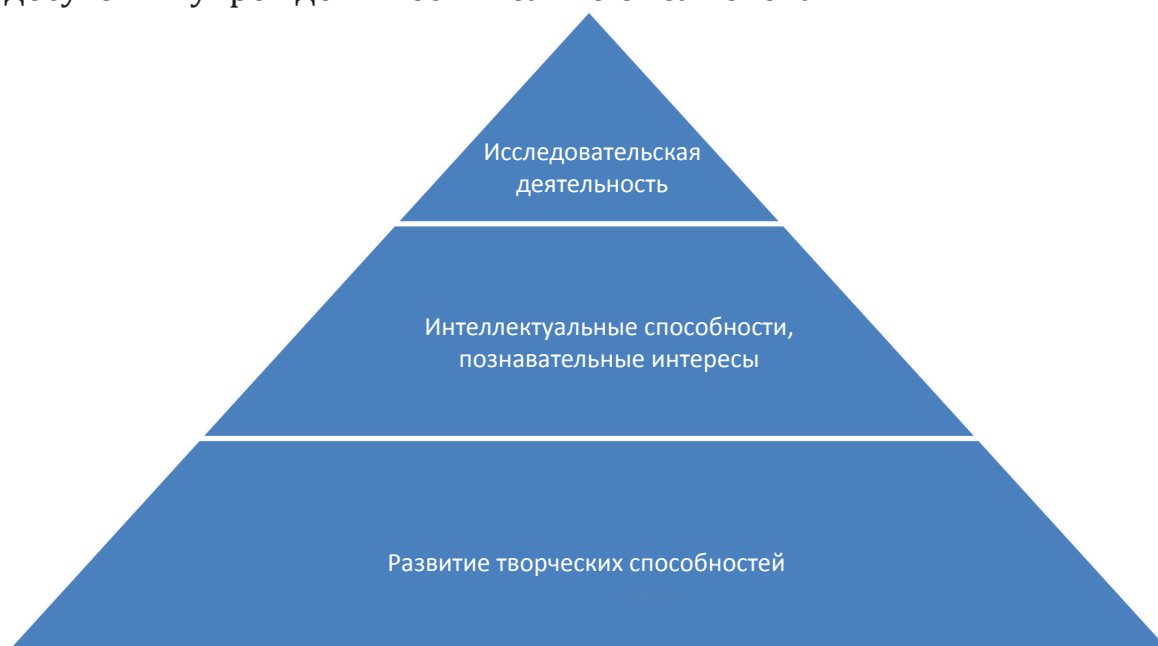 Исследовательская
деятельность
Интеллектуальные способности,
познавательные интересы
Развитие творческих способностей